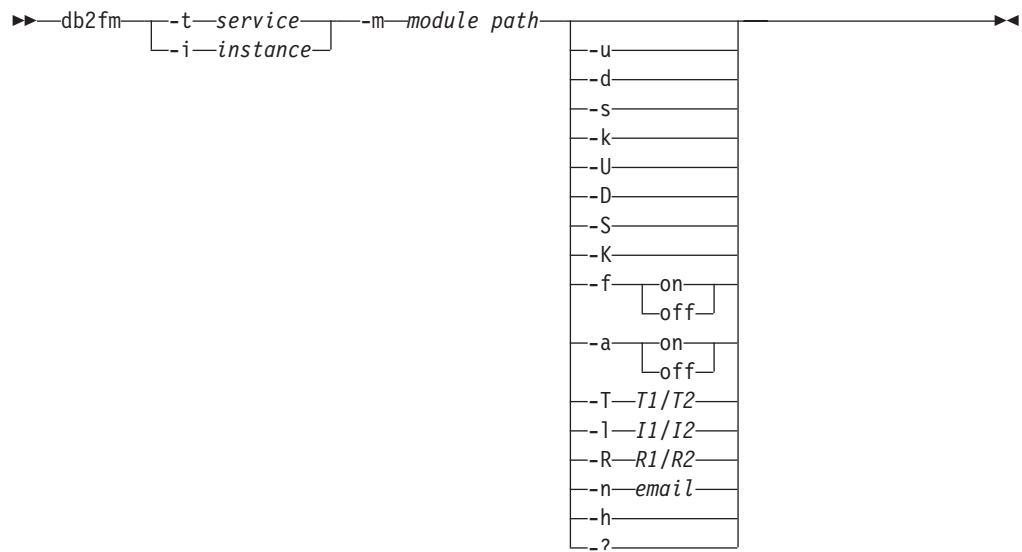 db2fm -t service -m module path
-i instance
-u
-d
-s
-k
-U
-D
-S
-K
-f on
off
-a on
off
-T T1/T2
-l I1/I2
-R R1/R2
-n email
-h
-?